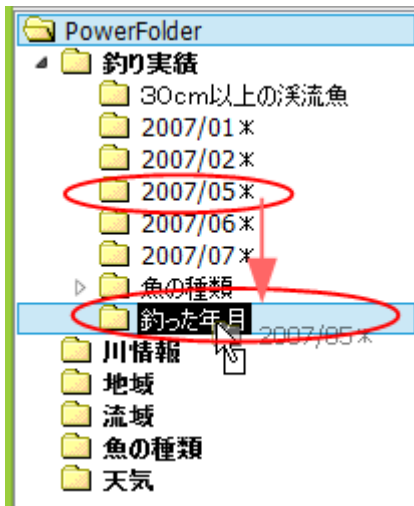 PowerFolder
釣り実績
30cm以上の渓流魚
2007/01*
2007/02*
2007/05*
2007/06*
2007/07*
魚の種類
釣った年月
2007/05*
川情報
地域
流域
魚の種類
天気